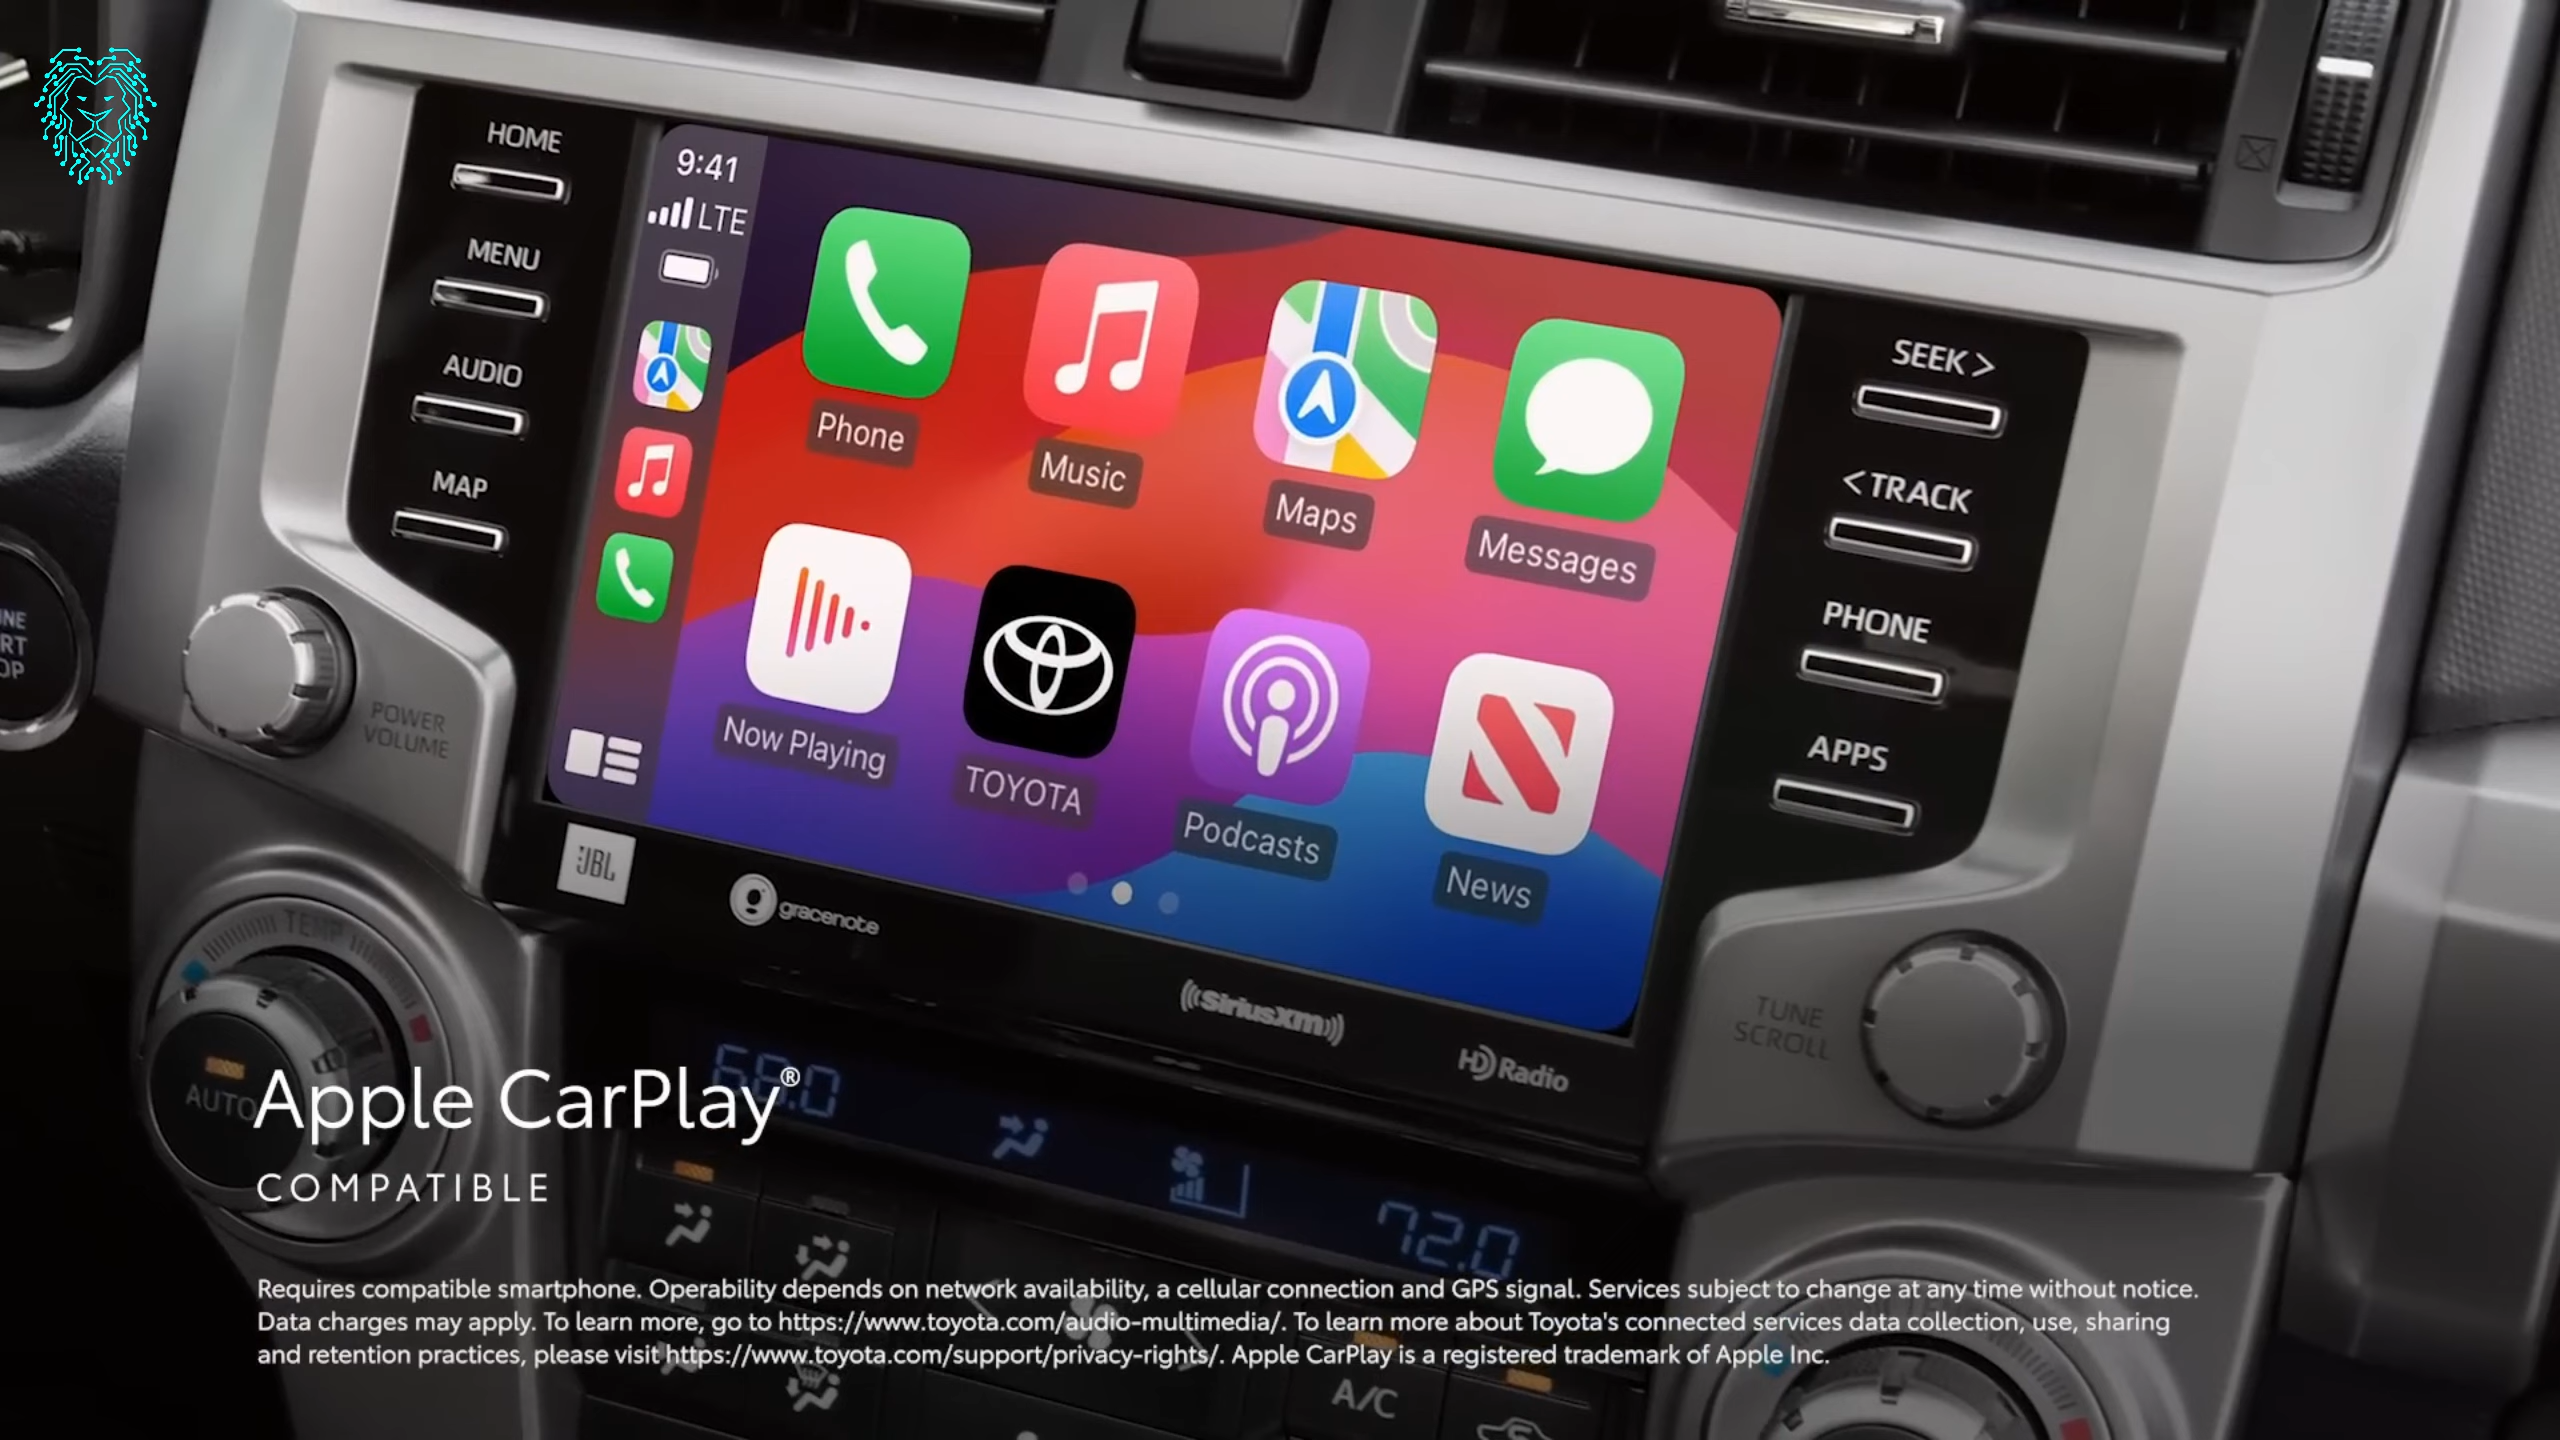 HOME
MENU
AUDIO
MAP
POWER
VOLUME
9:41
LTE
Phone
Music
Maps
Messages
Now Playing
TOYOTA
Podcasts
News
SEEK >
< TRACK
PHONE
APPS
TUNE
SCROLL
JBL
gracenote
((SiriusXM))
HD Radio
TEMP
AUTO
68.0
72.0
A/C
Apple CarPlay®
COMPATIBLE
Requires compatible smartphone. Operability depends on network availability, a cellular connection and GPS signal. Services subject to change at any time without notice.
Data charges may apply. To learn more, go to https://www.toyota.com/audio-multimedia/. To learn more about Toyota's connected services data collection, use, sharing
and retention practices, please visit https://www.toyota.com/support/privacy-rights/. Apple CarPlay is a registered trademark of Apple Inc.